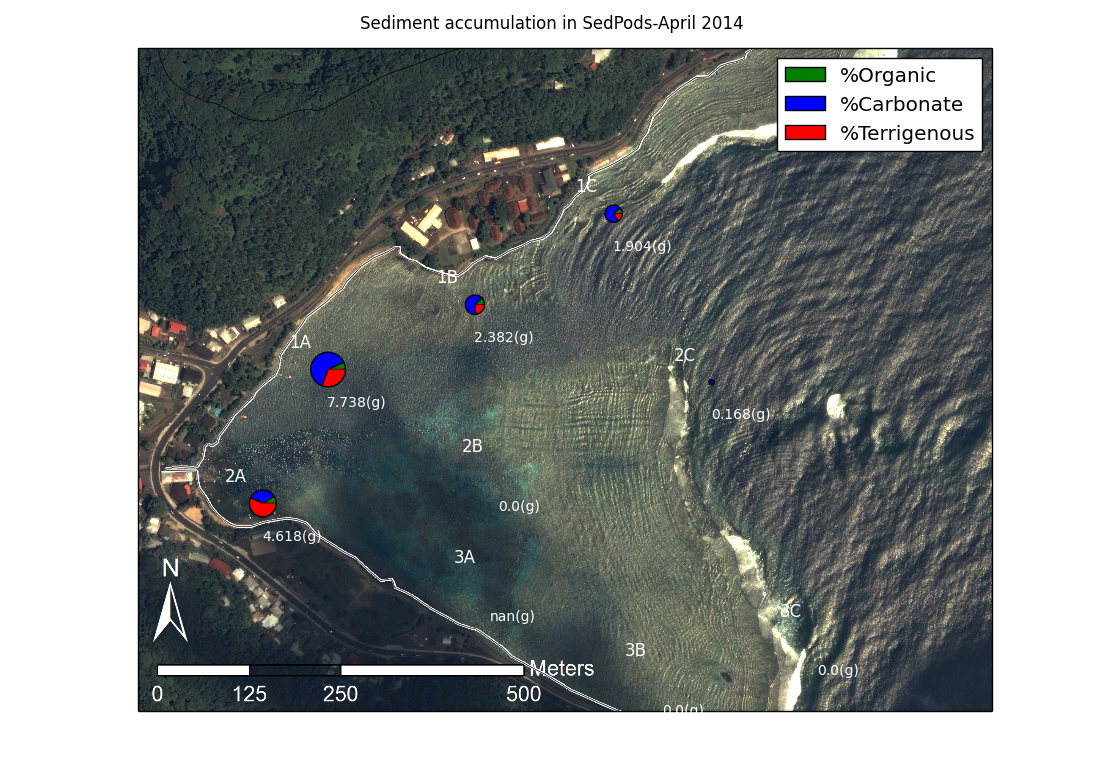 Sediment accumulation in SedPods-April 2014
%Organic
%Carbonate
%Terrigenous
1C
1.904(g)
1B
2.382(g)
1A
7.738(g)
2C
0.168(g)
2B
0.0(g)
2A
4.618(g)
3A
nan(g)
3C
0.0(g)
3B
0.0(g)
N
Meters
0 125 250 500